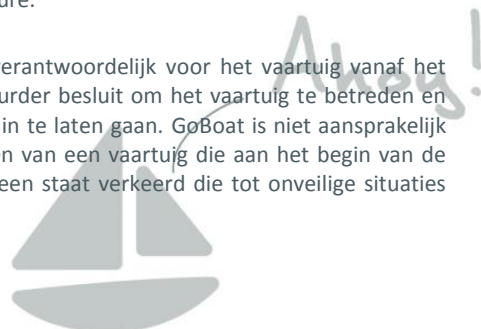 ure.
erantwoordelijk voor het vaartuig vanaf het
urder besluit om het vaartuig te betreden en
in te laten gaan. GoBoat is niet aansprakelijk
en van een vaartuig die aan het begin van de
een staat verkeerd die tot onveilige situaties
Ahoy!